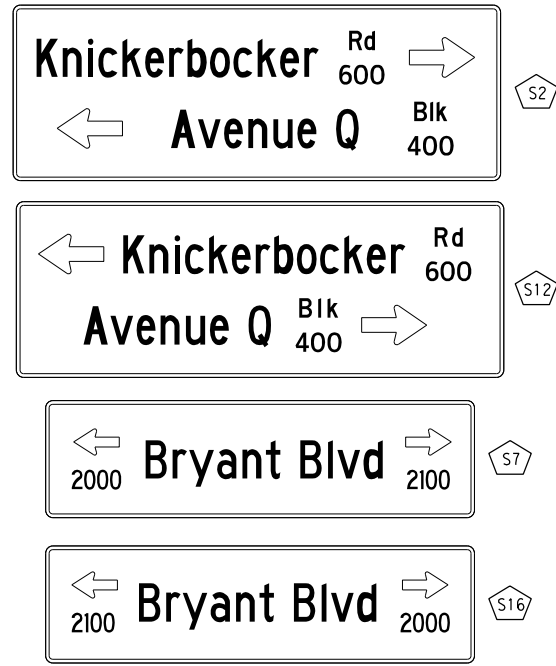 Knickerbocker Rd 600
Avenue Q Blk 400
S2
Knickerbocker Rd 600
Avenue Q Blk 400
S12
2000 Bryant Blvd 2100
S7
2100 Bryant Blvd 2000
S16